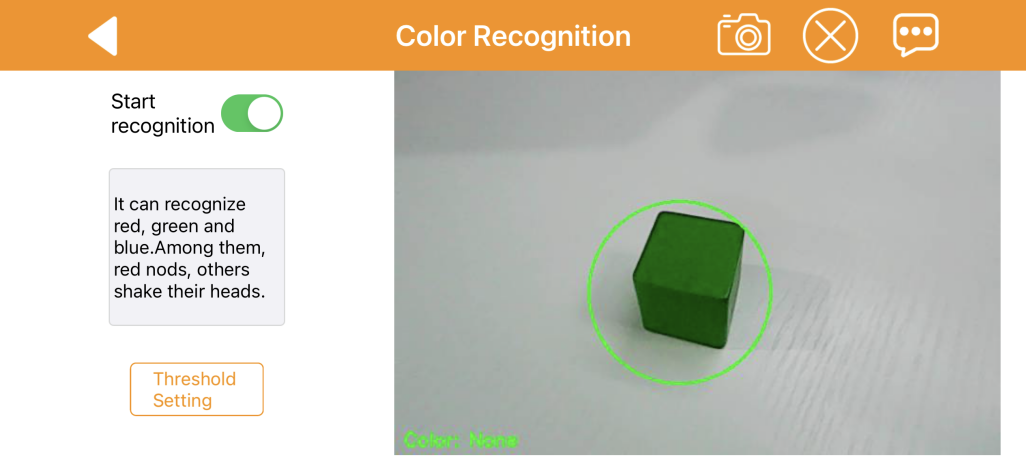 Color Recognition
Start
recognition
It can recognize
red, green and
blue.Among them,
red nods, others
shake their heads.
Threshold
Setting
Color: None